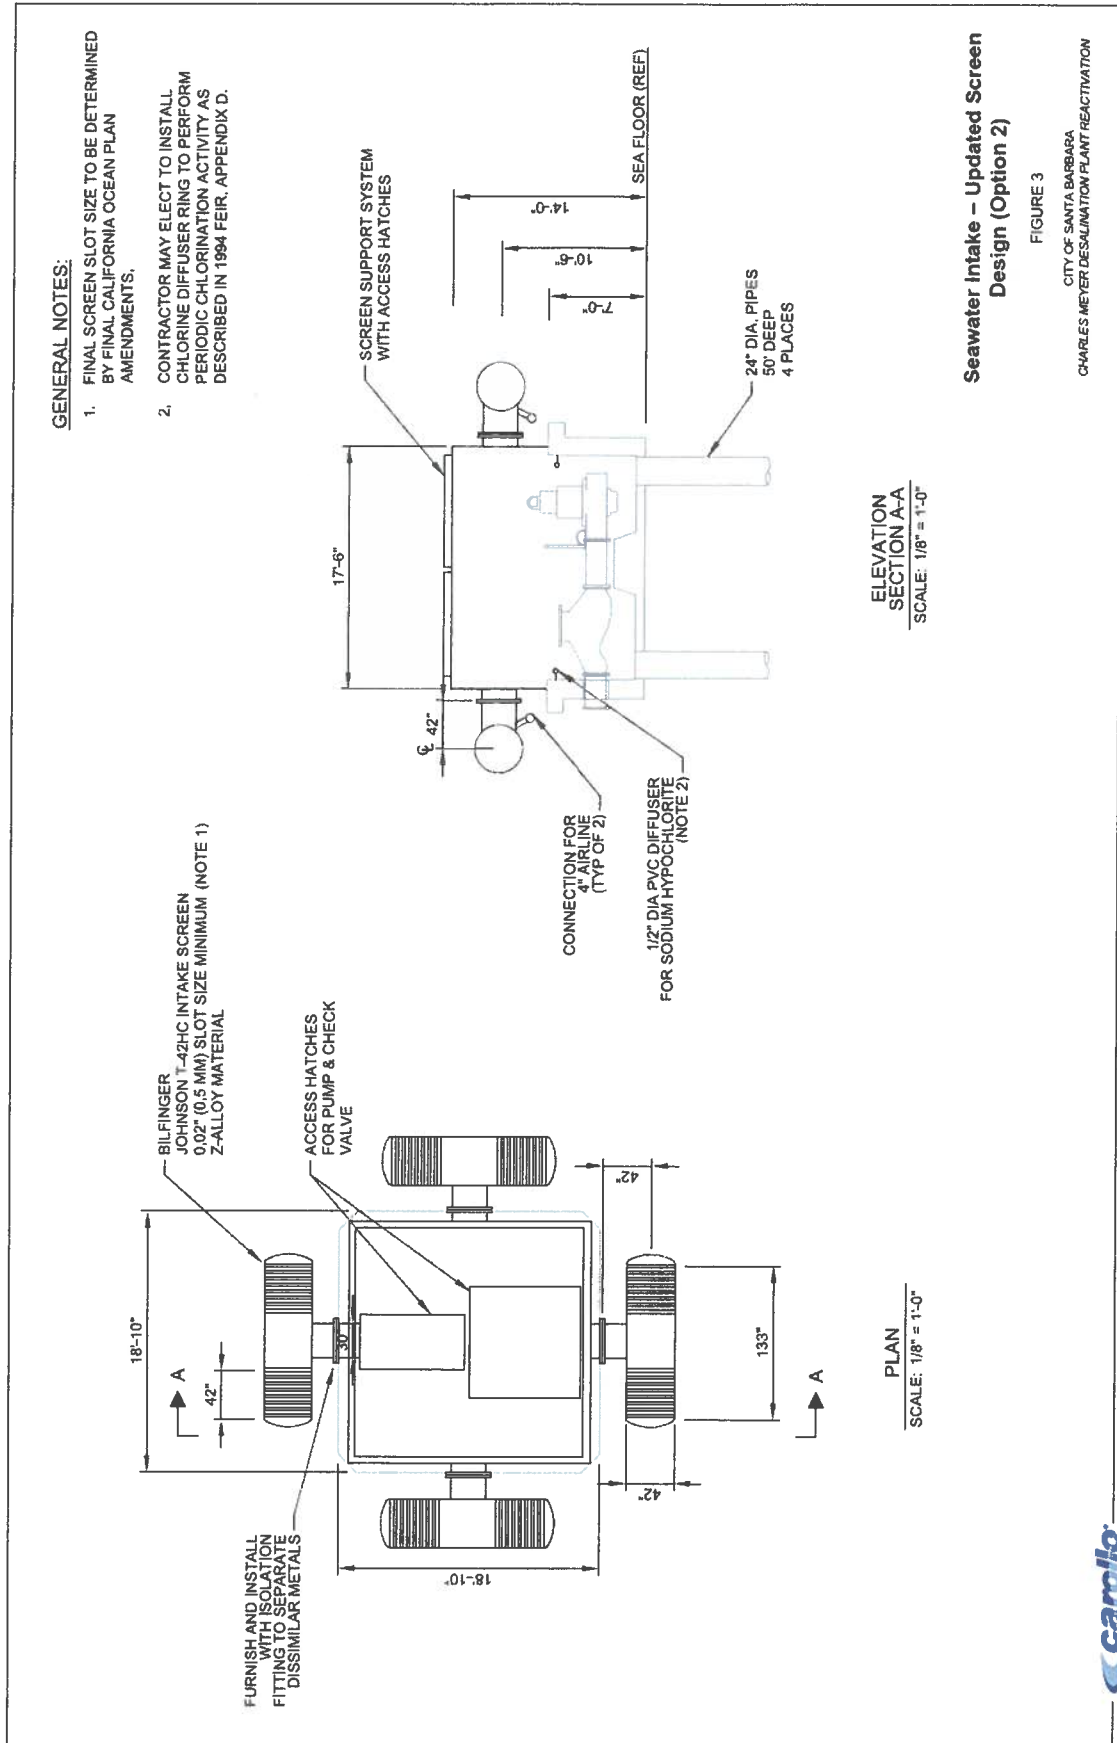 GENERAL NOTES:
1. FINAL SCREEN SLOT SIZE TO BE DETERMINED
BY FINAL CALIFORNIA OCEAN PLAN
AMENDMENTS.
2. CONTRACTOR MAY ELECT TO INSTALL
CHLORINE DIFFUSER RING TO PERFORM
PERIODIC CHLORINATION ACTIVITY AS
DESCRIBED IN 1994 FEIR, APPENDIX D.
FURNISH AND INSTALL
WITH ISOLATION
FITTING TO SEPARATE
DISSIMILAR METALS
18'-10"
42"
A
30"
18'-10"
BILFINGER
JOHNSON T-42HC INTAKE SCREEN
0.02" (0.5 MM) SLOT SIZE MINIMUM (NOTE 1)
Z-ALLOY MATERIAL
ACCESS HATCHES
FOR PUMP & CHECK
VALVE
42"
42"
133"
A
PLAN
SCALE: 1/8" = 1'-0"
17'-6"
SCREEN SUPPORT SYSTEM
WITH ACCESS HATCHES
℄
42"
14'-0"
10'-6"
7'-0"
SEA FLOOR (REF)
CONNECTION FOR
4" AIRLINE
(TYP OF 2)
1/2" DIA PVC DIFFUSER
FOR SODIUM HYPOCHLORITE
(NOTE 2)
24" DIA. PIPES
50' DEEP
4 PLACES
ELEVATION
SECTION A-A
SCALE: 1/8" = 1'-0"
Seawater Intake – Updated Screen
Design (Option 2)
FIGURE 3
CITY OF SANTA BARBARA
CHARLES MEYER DESALINATION PLANT REACTIVATION
carollo